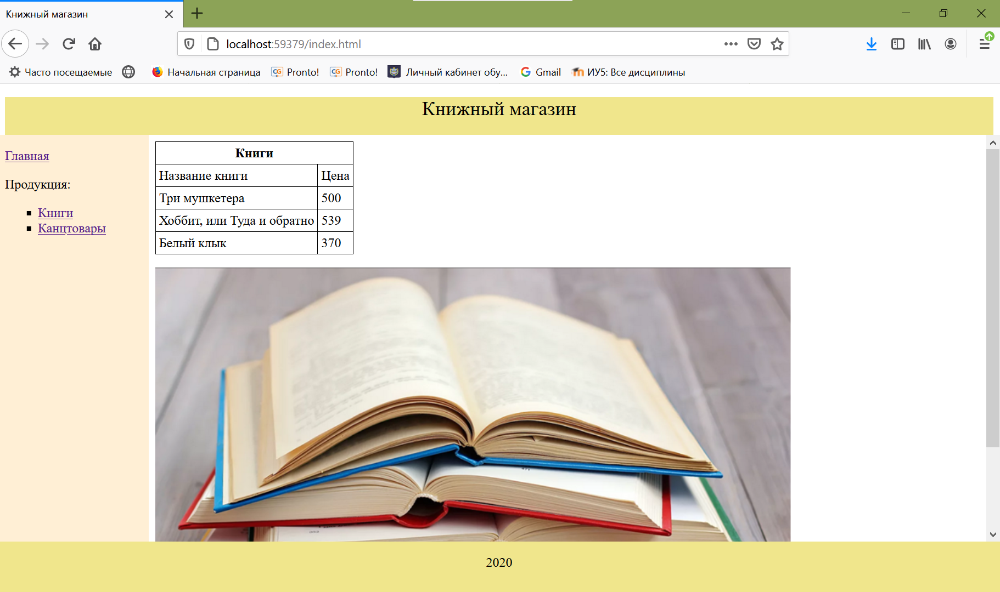 Книжный магазин
localhost:59379/index.html
Часто посещаемые
Начальная страница
CG Pronto!
CG Pronto!
Личный кабинет обу...
Gmail
ИУ5: Все дисциплины
Книжный магазин
Главная
Продукция:
Книги
Канцтовары
Книги
Название книги Цена
Три мушкетера 500
Хоббит, или Туда и обратно 539
Белый клык 370
2020